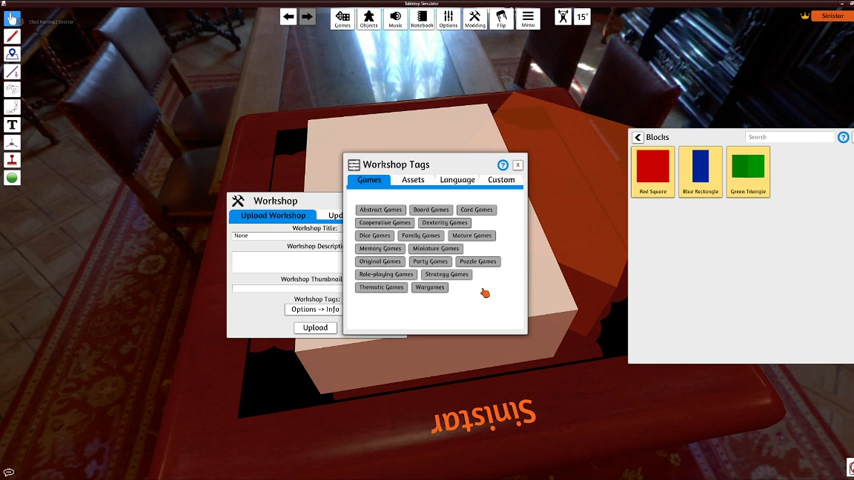 Tabletop Simulator
Games
Objects
Music
Notebook
Options
Modding
Flip
Menu
15°
Sinistar
T
Blocks
Search
?
Red Square
Blue Rectangle
Green Triangle
Workshop
Upload Workshop
Workshop Title:
None
Workshop Thumbnail
Workshop Tags:
Options -> Info
Upload
Workshop Tags
?
X
Games
Assets
Language
Custom
Abstract Games
Board Games
Card Games
Cooperative Games
Dexterity Games
Dice Games
Family Games
Mature Games
Memory Games
Miniature Games
Original Games
Party Games
Puzzle Games
Role-playing Games
Strategy Games
Thematic Games
Wargames
Sinistar